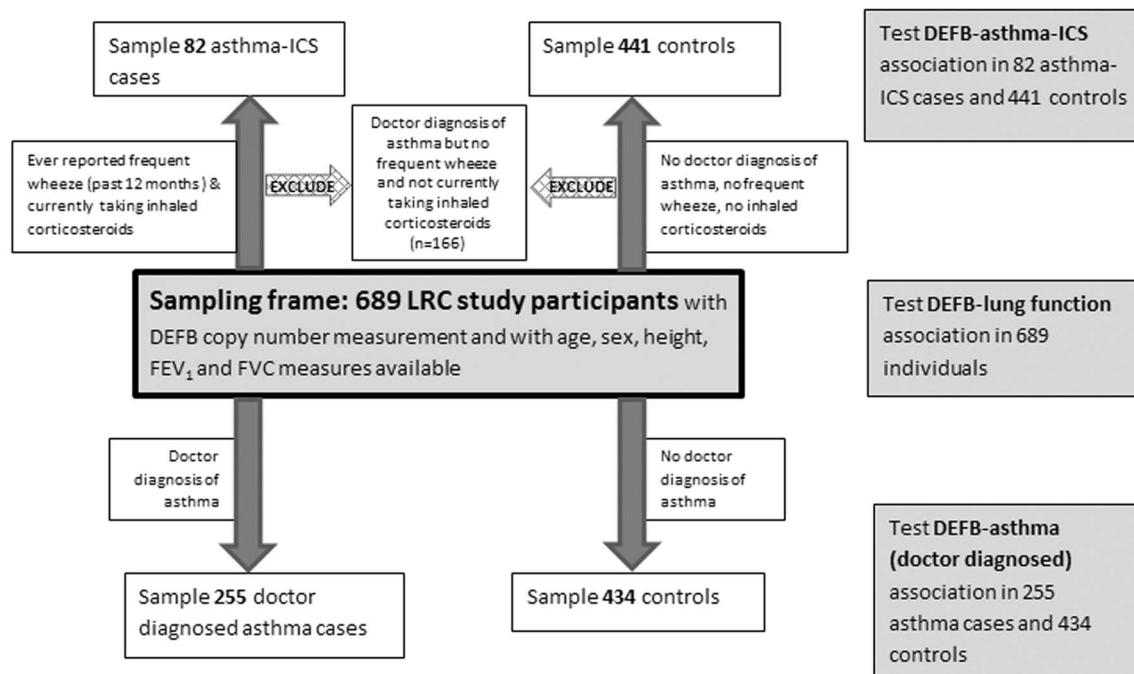 Sample 82 asthma-ICS
cases
Sample 441 controls
Test DEFB-asthma-ICS
association in 82 asthma-
ICS cases and 441 controls
Ever reported frequent
wheeze (past 12 months) &
currently taking inhaled
corticosteroids
EXCLUDE
Doctor diagnosis of
asthma but no
frequent wheeze
and not currently
taking inhaled
corticosteroids
(n=166)
EXCLUDE
No doctor diagnosis of
asthma, no frequent
wheeze, no inhaled
corticosteroids
Sampling frame: 689 LRC study participants with
DEFB copy number measurement and with age, sex, height,
FEV1 and FVC measures available
Test DEFB-lung function
association in 689
individuals
Doctor
diagnosis of
asthma
No doctor
diagnosis of
asthma
Sample 255 doctor
diagnosed asthma cases
Sample 434 controls
Test DEFB-asthma
(doctor diagnosed)
association in 255
asthma cases and 434
controls